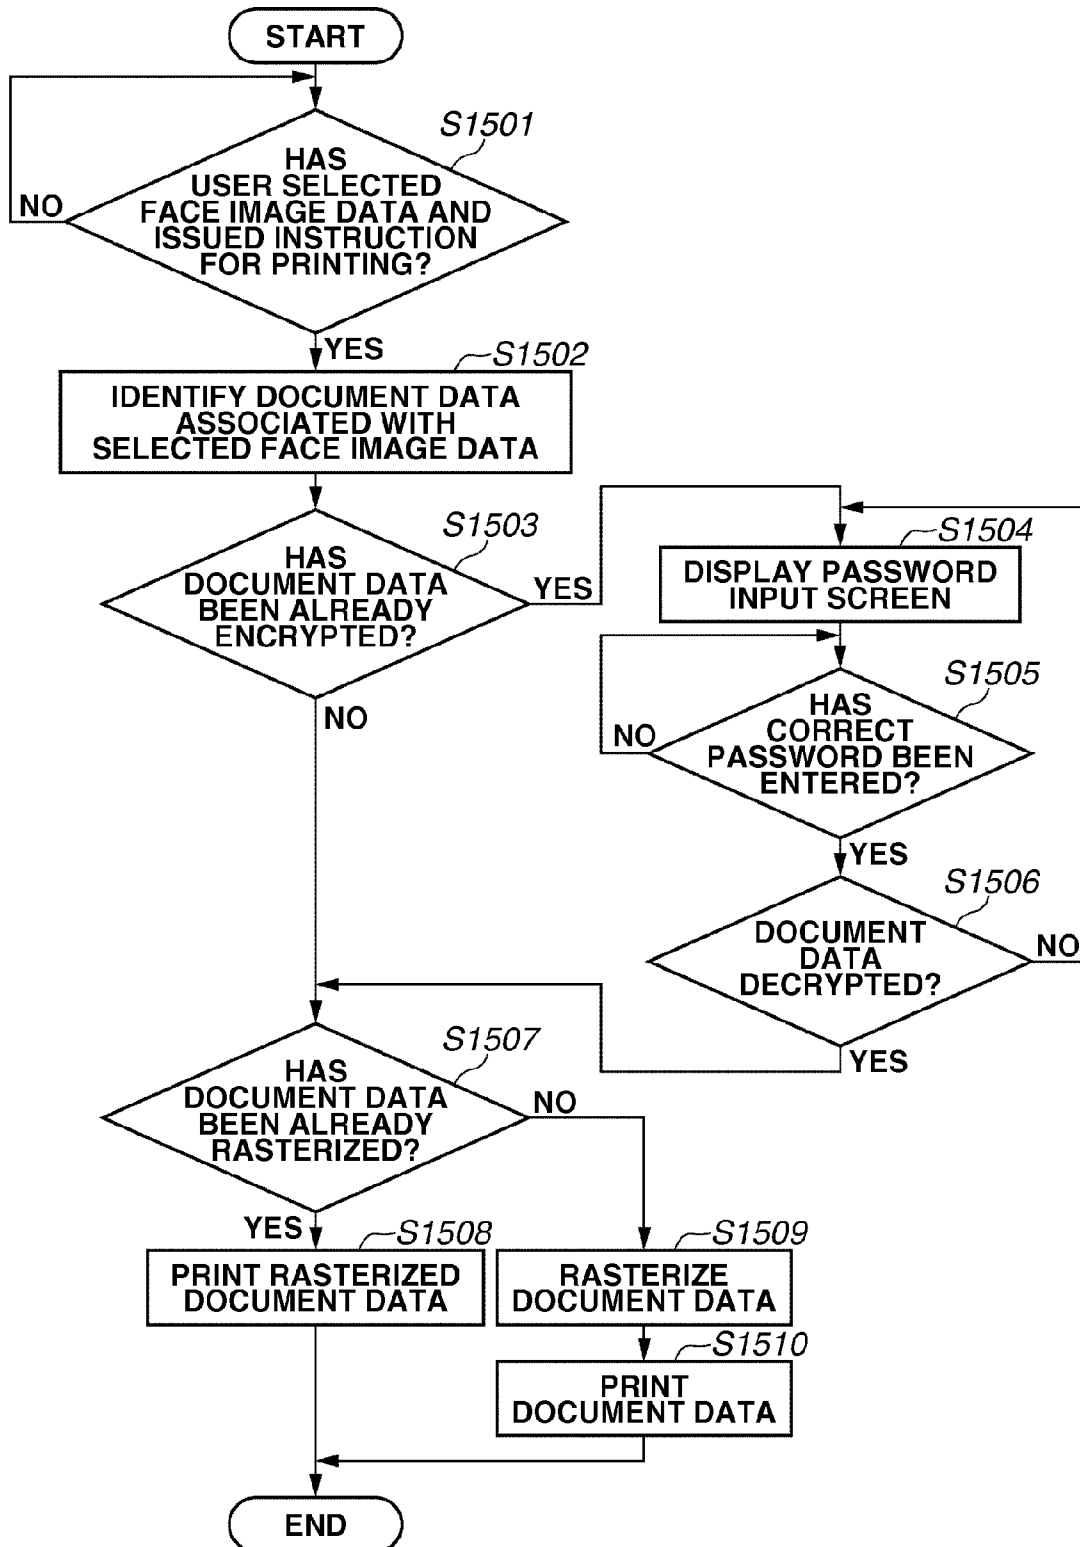 START
S1501
HAS
USER SELECTED
FACE IMAGE DATA AND
ISSUED INSTRUCTION
FOR PRINTING?
NO
YES
S1502
IDENTIFY DOCUMENT DATA
ASSOCIATED WITH
SELECTED FACE IMAGE DATA
S1503
HAS
DOCUMENT DATA
BEEN ALREADY
ENCRYPTED?
YES
NO
S1504
DISPLAY PASSWORD
INPUT SCREEN
S1505
HAS
CORRECT
PASSWORD BEEN
ENTERED?
NO
YES
S1506
DOCUMENT
DATA
DECRYPTED?
NO
YES
S1507
HAS
DOCUMENT DATA
BEEN ALREADY
RASTERIZED?
NO
YES
S1508
PRINT RASTERIZED
DOCUMENT DATA
S1509
RASTERIZE
DOCUMENT DATA
S1510
PRINT
DOCUMENT DATA
END